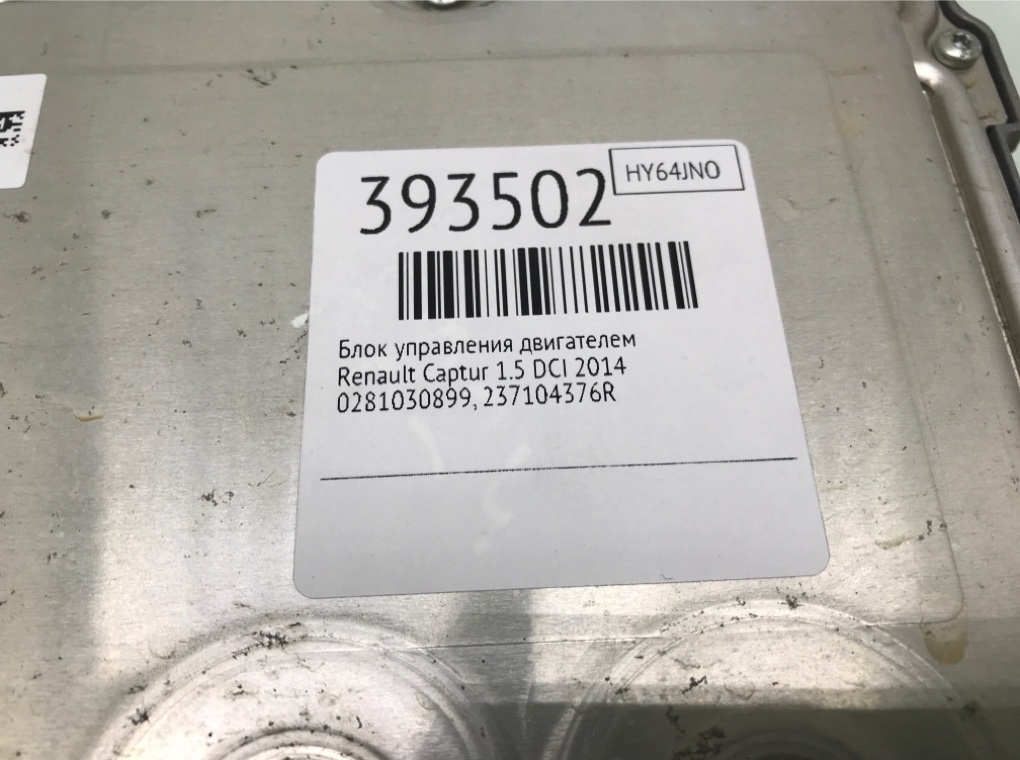 393502
HY64JNO
Блок управления двигателем
Renault Captur 1.5 DCI 2014
0281030899, 237104376R